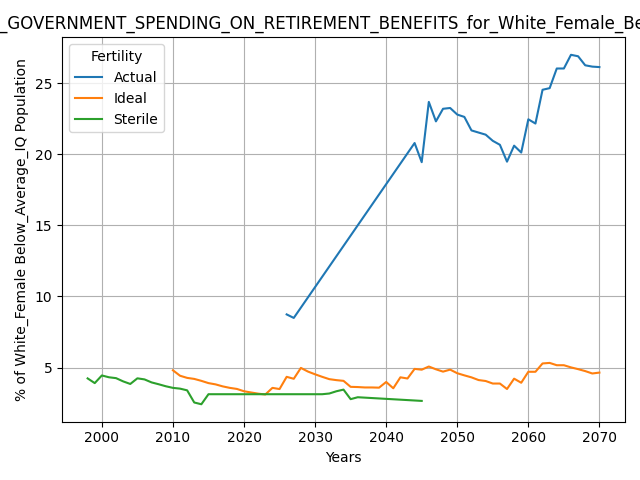 _GOVERNMENT_SPENDING_ON_RETIREMENT_BENEFITS_for_White_Female_Be
Fertility
Actual
Ideal
Sterile
% of White_Female Below_Average_IQ Population
25
20
15
10
5
2000 2010 2020 2030 2040 2050 2060 2070
Years